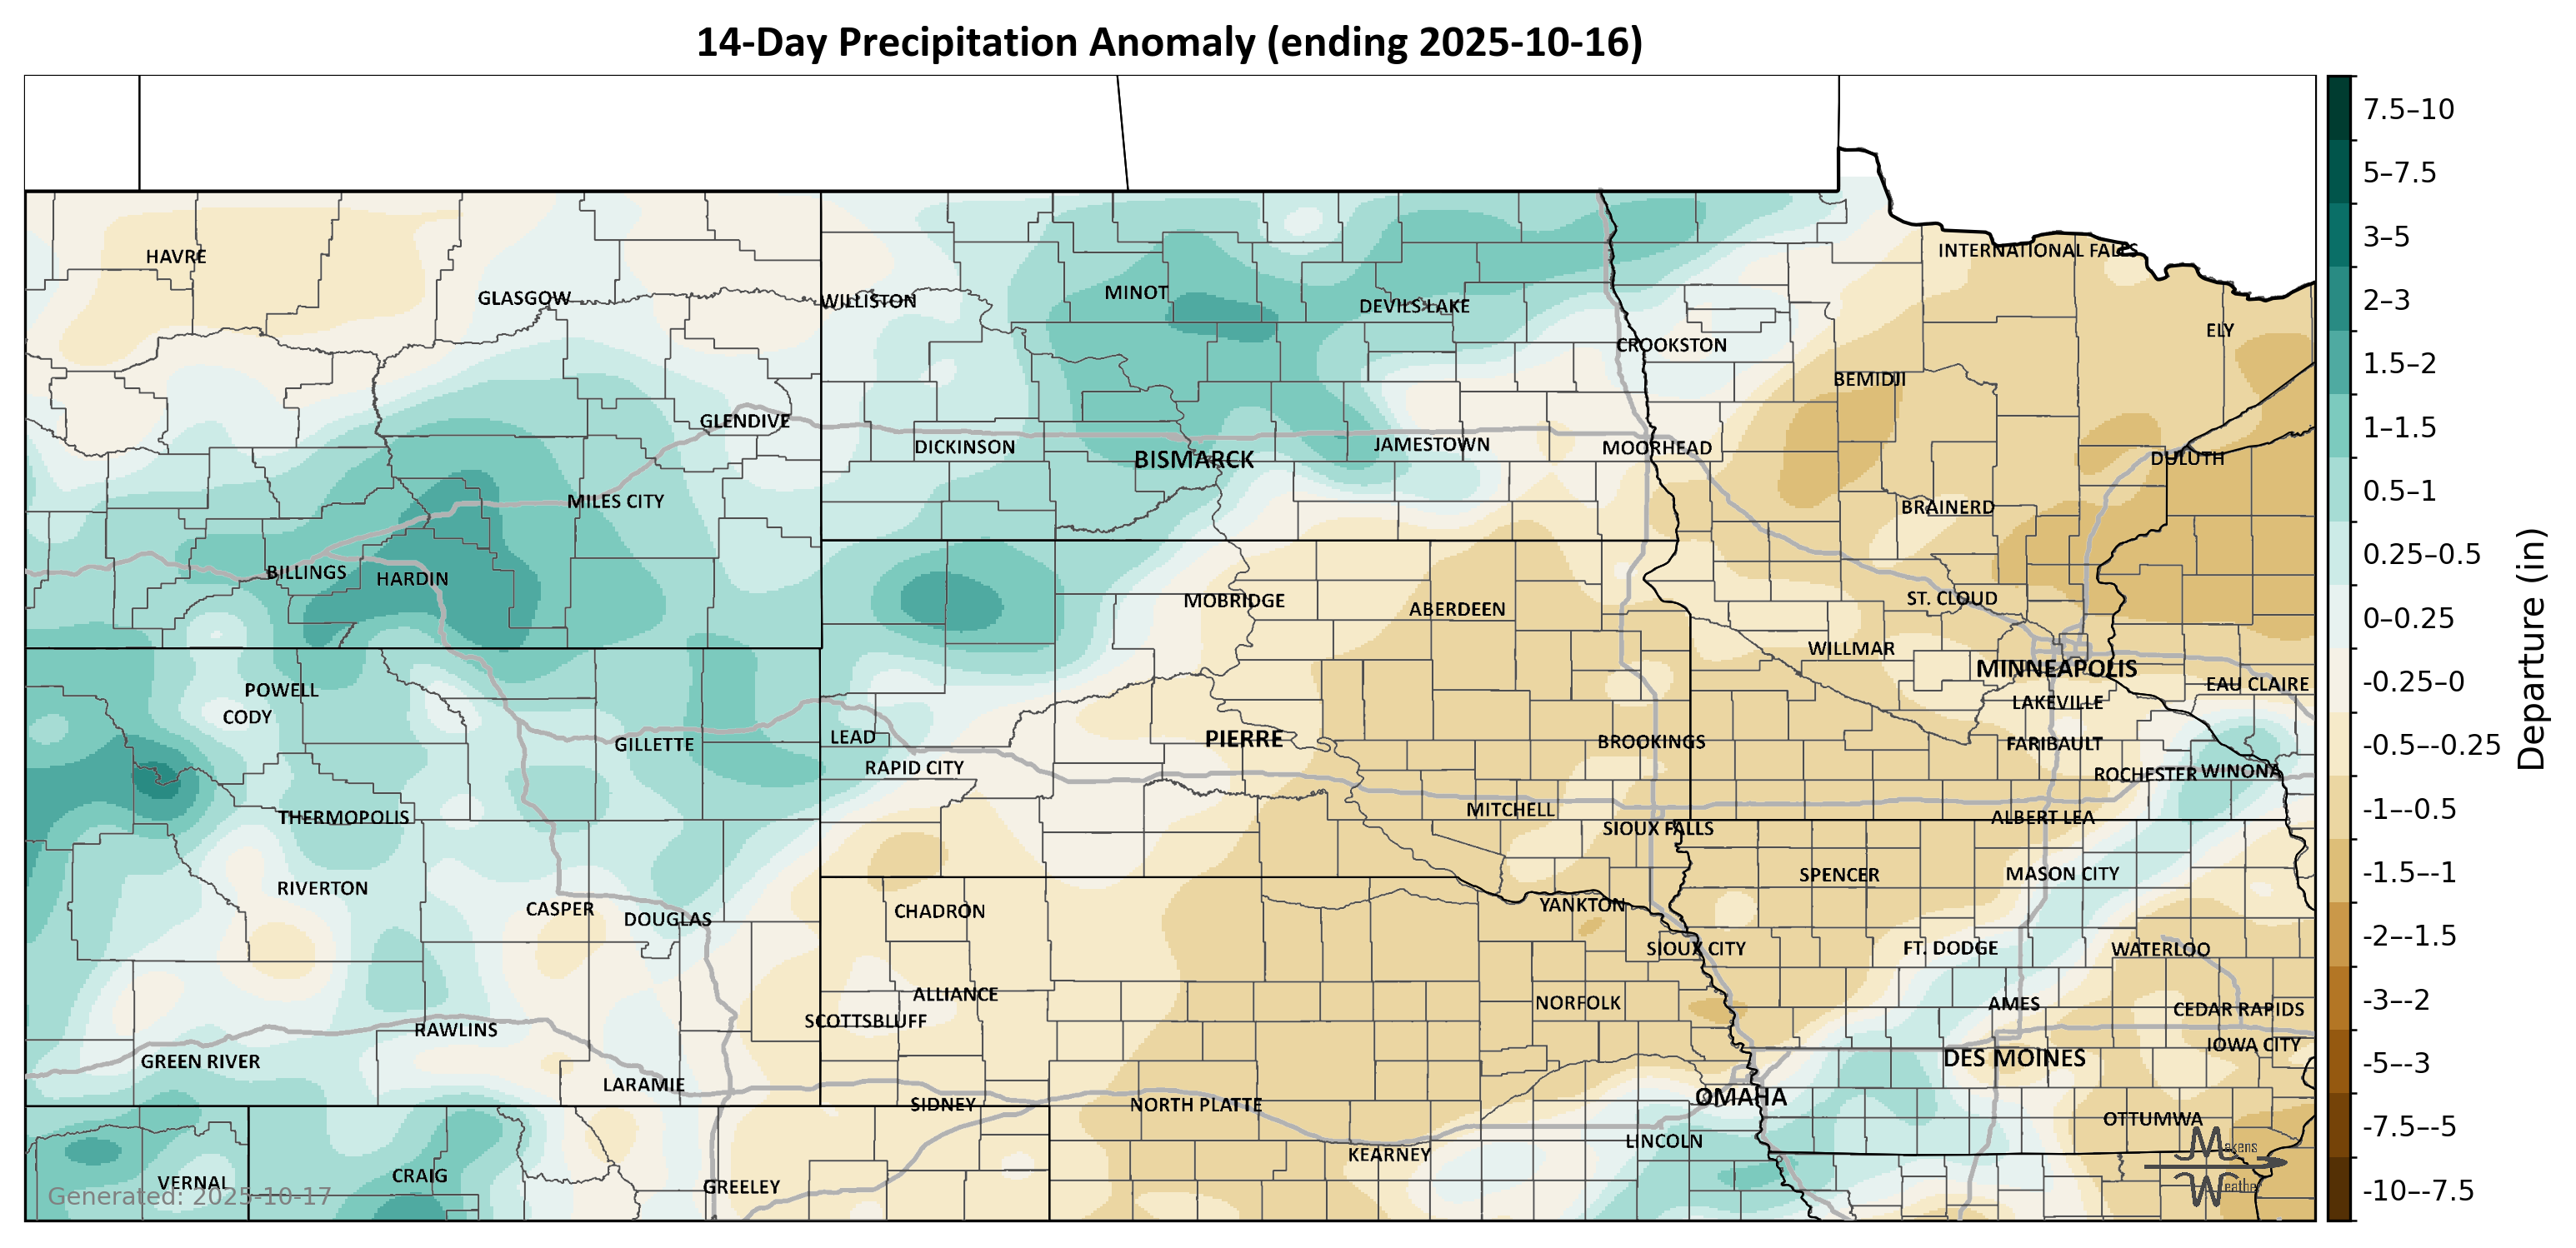 14-Day Precipitation Anomaly (ending 2025-10-16)
HAVRE
GLASGOW
WILLISTON
MINOT
DEVILS LAKE
CROOKSTON
INTERNATIONAL FALLS
ELY
BEMIDJI
GLENDIVE
DICKINSON
BISMARCK
JAMESTOWN
MOORHEAD
DULUTH
MILES CITY
BRAINERD
BILLINGS
HARDIN
MOBRIDGE
ABERDEEN
ST. CLOUD
WILLMAR
MINNEAPOLIS
EAU CLAIRE
POWELL
CODY
LAKEVILLE
GILLETTE
LEAD
PIERRE
BROOKINGS
FARIBAULT
RAPID CITY
ROCHESTER
WINONA
THERMOPOLIS
MITCHELL
ALBERT LEA
SIOUX FALLS
RIVERTON
SPENCER
MASON CITY
CASPER
DOUGLAS
CHADRON
YANKTON
SIOUX CITY
FT. DODGE
WATERLOO
ALLIANCE
NORFOLK
AMES
CEDAR RAPIDS
SCOTTSBLUFF
RAWLINS
IOWA CITY
GREEN RIVER
DES MOINES
LARAMIE
OMAHA
SIDNEY
NORTH PLATTE
OTTUMWA
LINCOLN
KEARNEY
VERNAL
CRAIG
GREELEY
Generated: 2025-10-17
Makens
Weather
7.5–10
5–7.5
3–5
2–3
1.5–2
1–1.5
0.5–1
0.25–0.5
0–0.25
-0.25–0
-0.5–-0.25
-1–-0.5
-1.5–-1
-2–-1.5
-3–-2
-5–-3
-7.5–-5
-10–-7.5
Departure (in)